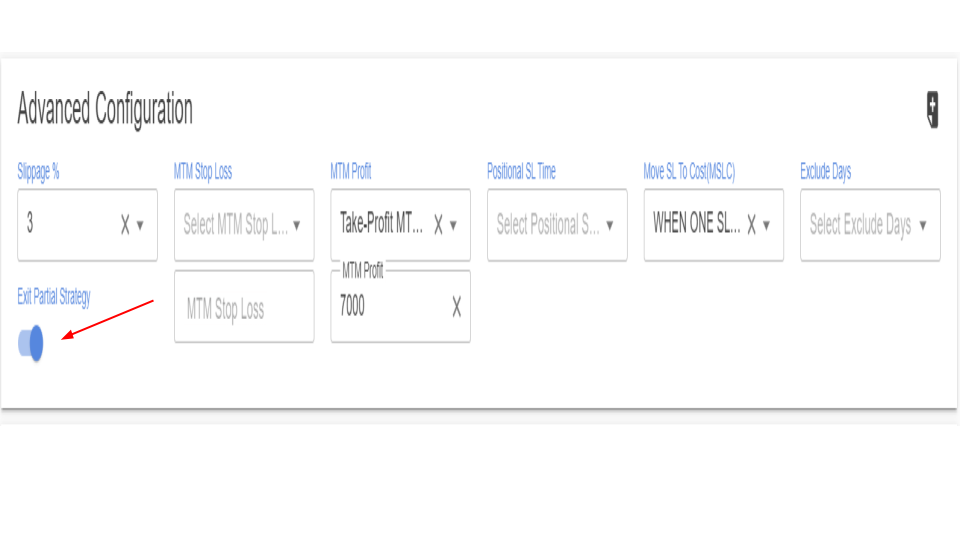 Advanced Configuration
Slippage %
MTM Stop Loss
MTM Profit
Positional SL Time
Move SL To Cost(MSLC)
Exclude Days
3
Select MTM Stop L...
Take-Profit MT...
Select Positional S...
WHEN ONE SL...
Select Exclude Days
Exit Partial Strategy
MTM Stop Loss
MTM Profit
7000